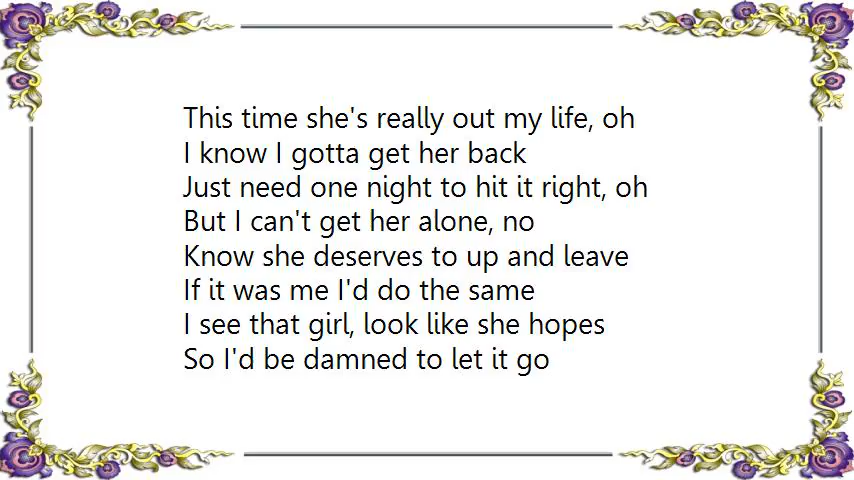 This time she's really out my life, oh
I know I gotta get her back
Just need one night to hit it right, oh
But I can't get her alone, no
Know she deserves to up and leave
If it was me I'd do the same
I see that girl, look like she hopes
So I'd be damned to let it go